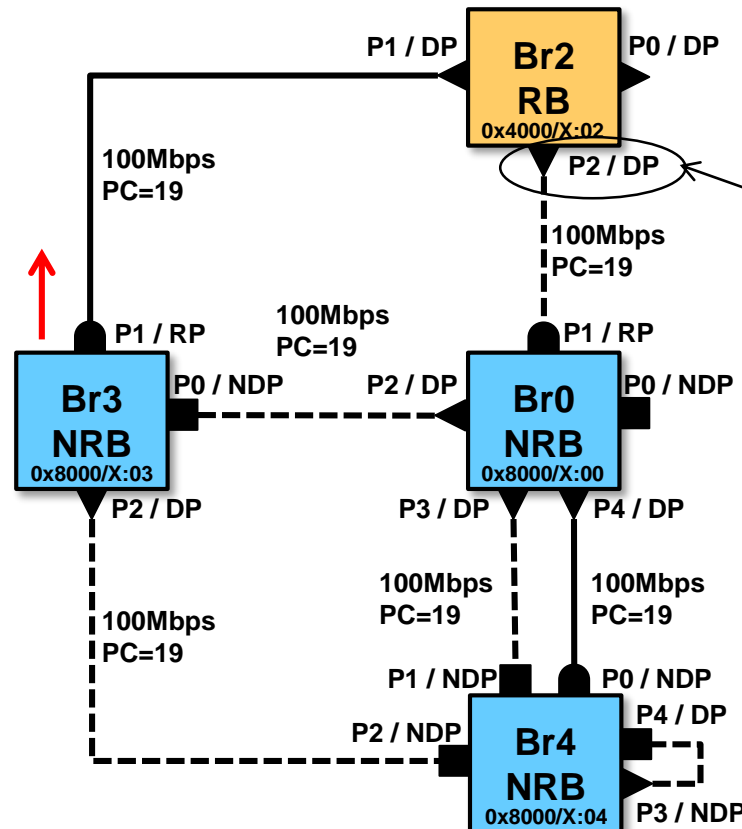 P1 / DP
Br2
RB
0x4000/X:02
P0 / DP
P2 / DP
100Mbps
PC=19
100Mbps
PC=19
100Mbps
PC=19
P1 / RP
P1 / RP
Br3
NRB
0x8000/X:03
P0 / NDP
P2 / DP
Br0
NRB
0x8000/X:00
P0 / NDP
P2 / DP
P3 / DP
P4 / DP
100Mbps
PC=19
100Mbps
PC=19
100Mbps
PC=19
P1 / NDP
P0 / NDP
P2 / NDP
Br4
NRB
0x8000/X:04
P4 / DP
P3 / NDP